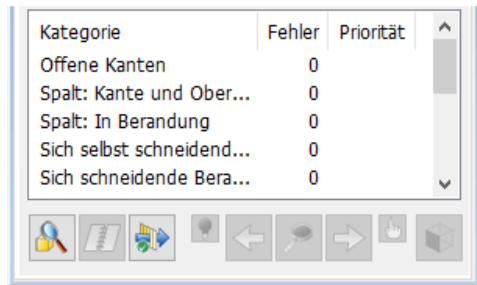 Kategorie Fehler Priorität
Offene Kanten 0
Spalt: Kante und Ober... 0
Spalt: In Berandung 0
Sich selbst schneidend... 0
Sich schneidende Bera... 0